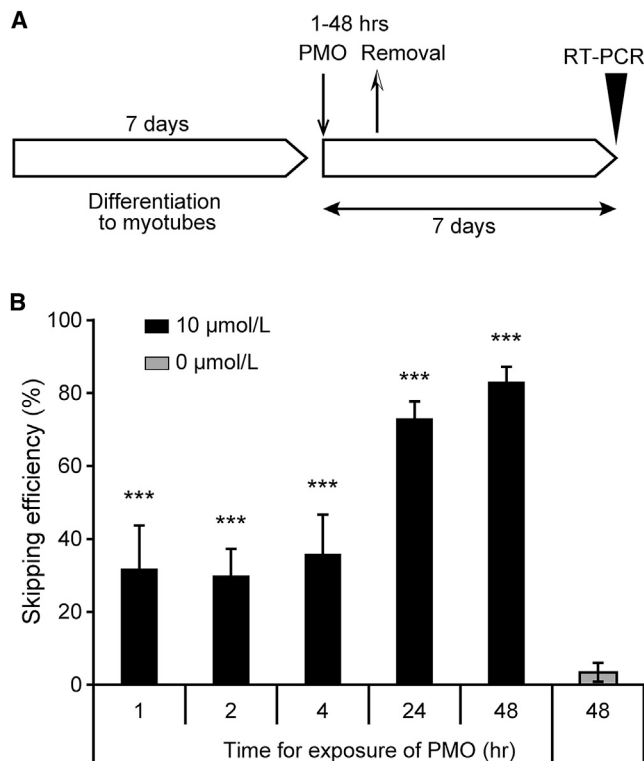 A
1-48 hrs
PMO Removal
RT-PCR
7 days
Differentiation
to myotubes
7 days
B
100
80
60
40
20
0
Skipping efficiency (%)
10 µmol/L
0 µmol/L
***
***
***
***
***
1 2 4 24 48 48
Time for exposure of PMO (hr)